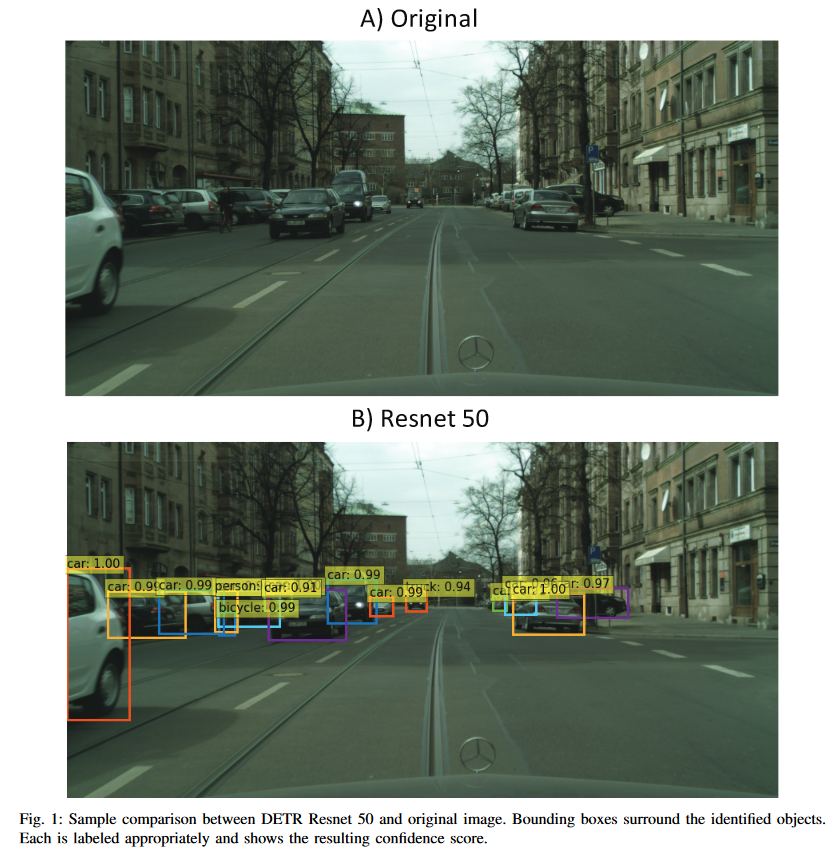 A) Original
P
B) Resnet 50
car: 1.00
car: 0.99
car: 0.99
person:
car: 0.91
car: 0.99
car: 0.99
bicycle: 0.99
truck: 0.94
car: 1.00
car: 0.97
Fig. 1: Sample comparison between DETR Resnet 50 and original image. Bounding boxes surround the identified objects.
Each is labeled appropriately and shows the resulting confidence score.